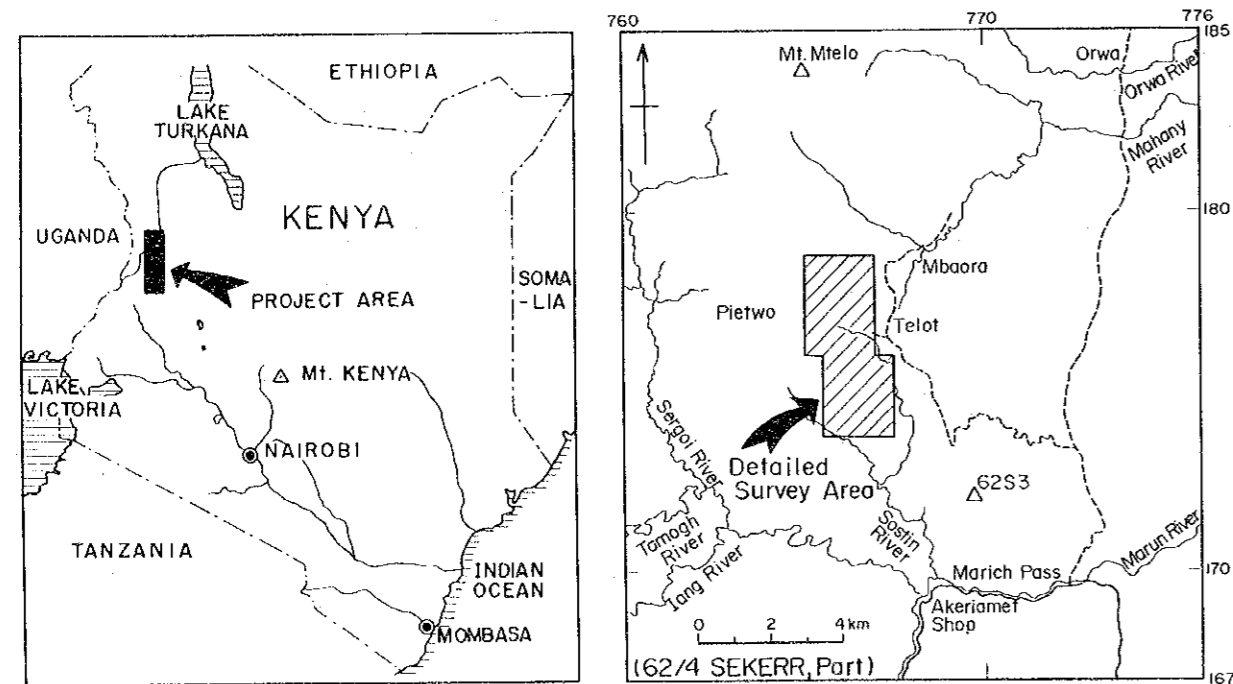 ETHIOPIA
LAKE
TURKANA
KENYA
UGANDA
SOMA
-LIA
PROJECT AREA
Mt. KENYA
LAKE
VICTORIA
NAIROBI
TANZANIA
INDIAN
OCEAN
MOMBASA
760
770
776
185
Mt. Mtelo
Orwa
Orwa River
Mahany
River
180
Mbaora
Pietwo
Telot
Sergoi River
Detailed
Survey Area
62S3
Sostin
River
Tamogh
River
Iang River
Marun River
Marich Pass
170
Akeriamet
Shop
0 2 4 km
(62/4 SEKERR, Part)
167